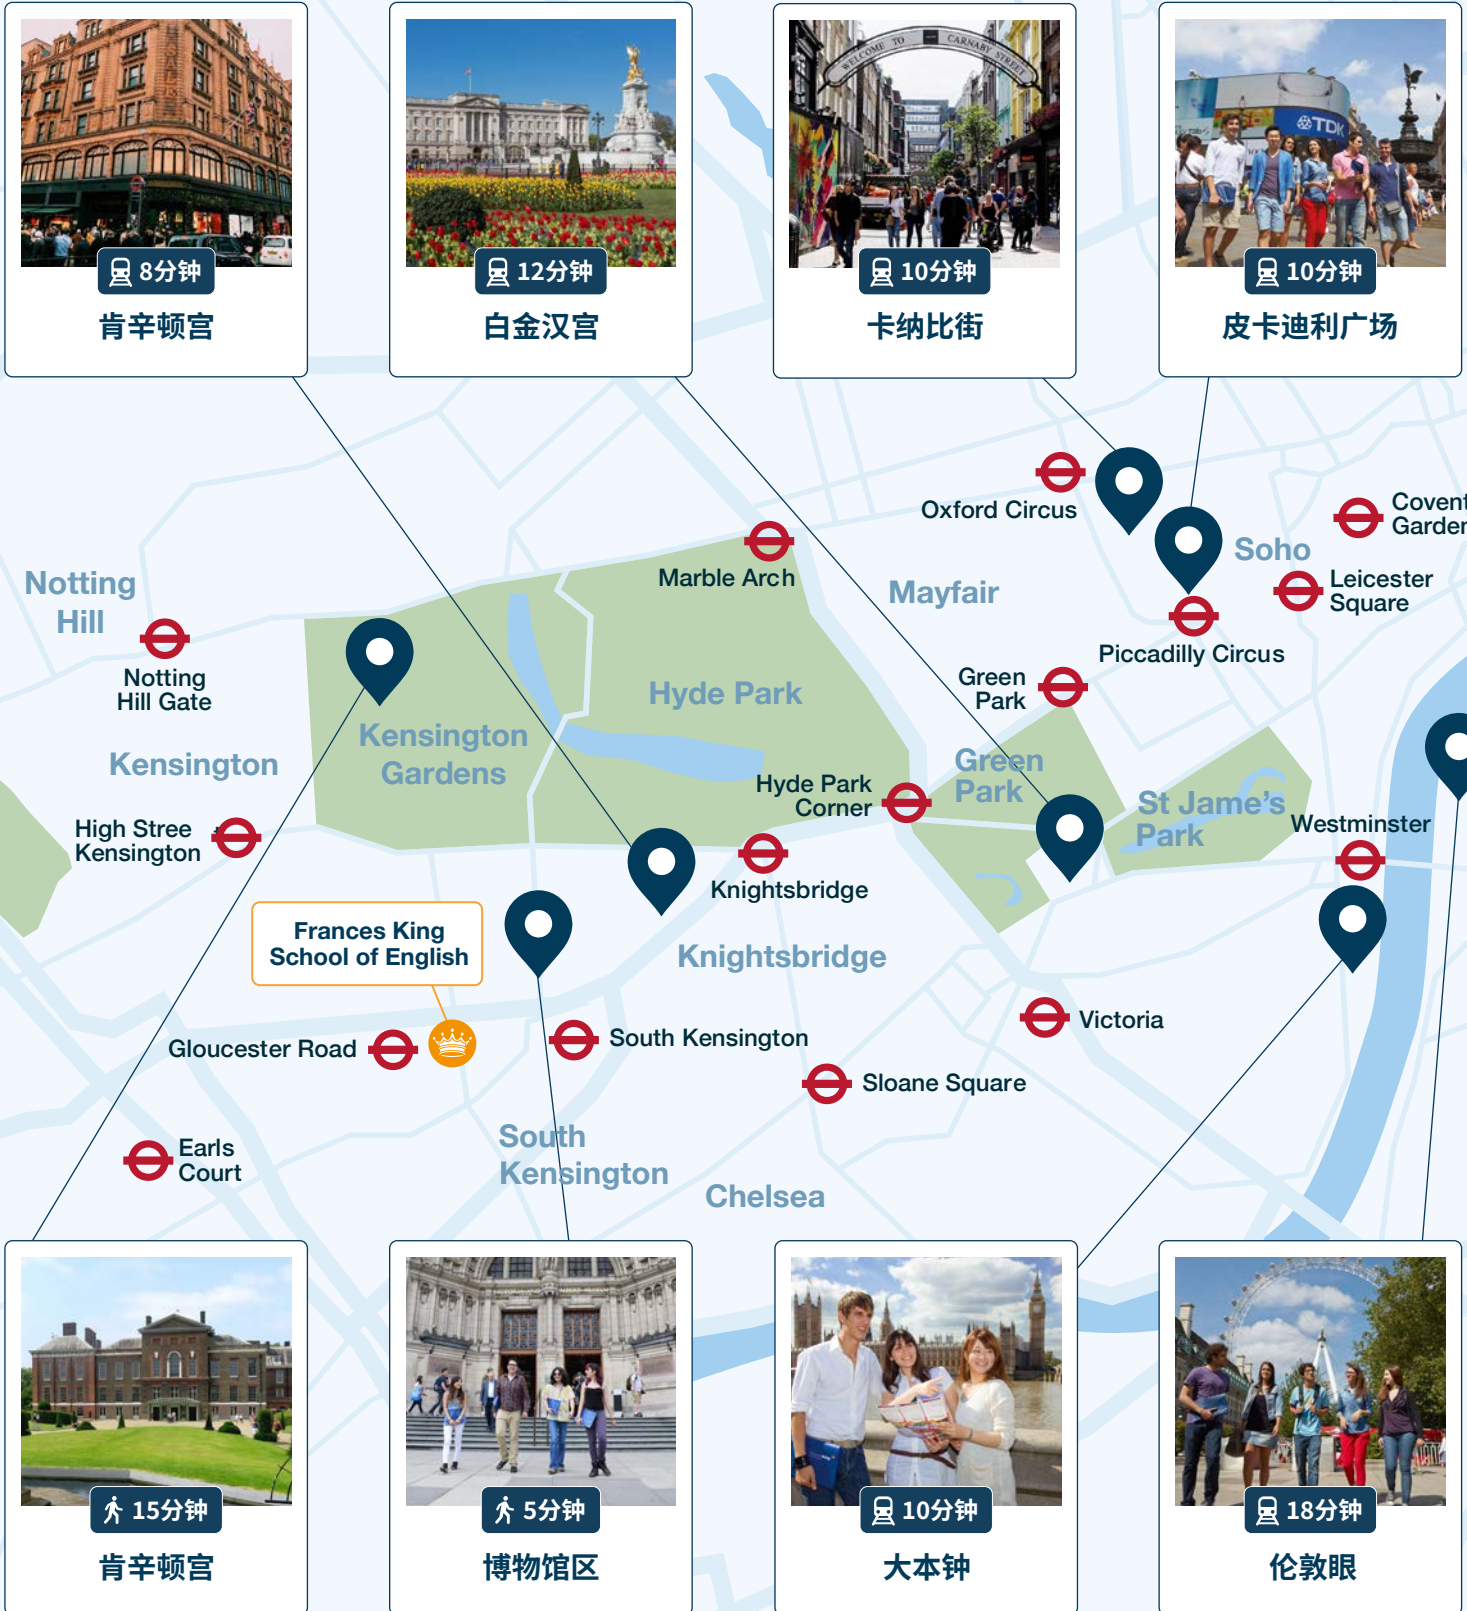 WELCOME TO CARNABY STREET
TDK
8分钟
肯辛顿宫
12分钟
白金汉宫
10分钟
卡纳比街
10分钟
皮卡迪利广场
Oxford Circus
Covent
Garden
Soho
Marble Arch
Leicester
Square
Notting
Hill
Mayfair
Piccadilly Circus
Notting
Hill Gate
Green
Park
Hyde Park
Kensington
Gardens
Kensington
Green
Park
Hyde Park
Corner
St Jame’s
Park
Westminster
High Stree
Kensington
Knightsbridge
Frances King
School of English
Knightsbridge
Victoria
South Kensington
Gloucester Road
Sloane Square
Earls
Court
South
Kensington
Chelsea
15分钟
肯辛顿宫
5分钟
博物馆区
10分钟
大本钟
18分钟
伦敦眼